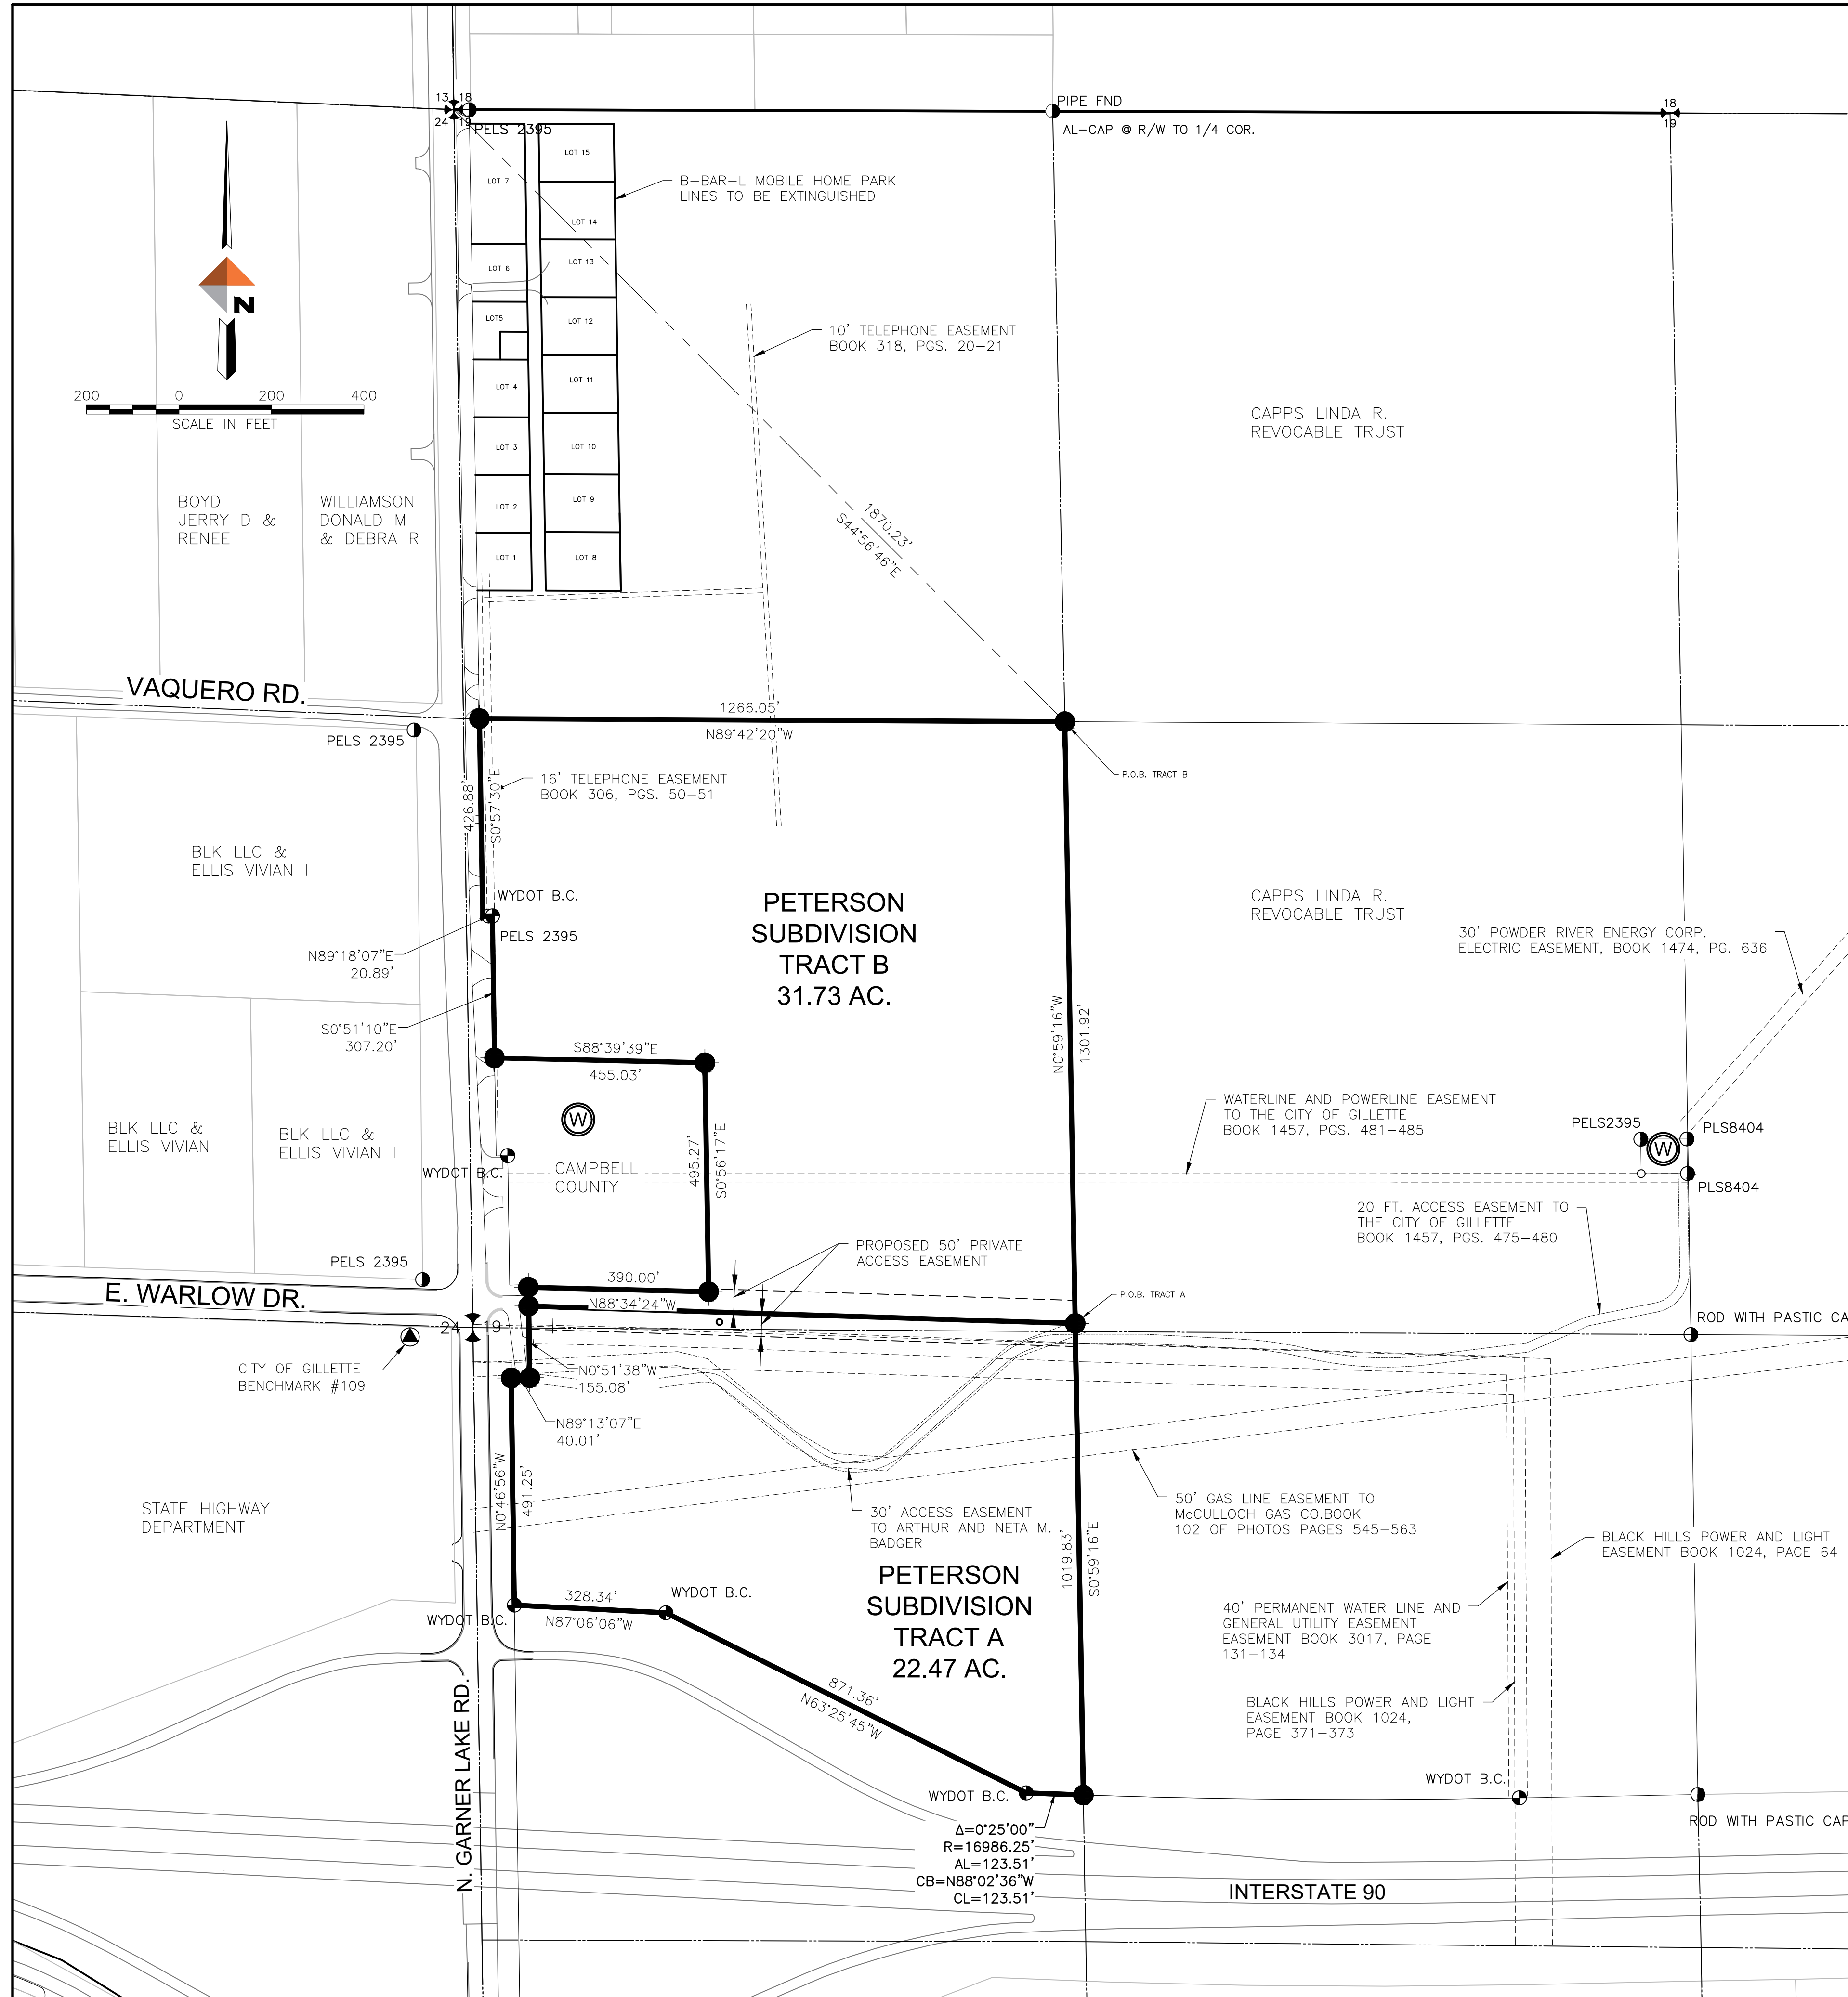 13 18
24 19
PELS 2395
PIPE FND
AL-CAP @ R/W TO 1/4 COR.
18
19
LOT 7
LOT 15
B-BAR-L MOBILE HOME PARK
LINES TO BE EXTINGUISHED
LOT 14
LOT 6
LOT 13
N
LOT5
LOT 12
10' TELEPHONE EASEMENT
BOOK 318, PGS. 20-21
200 0 200 400
SCALE IN FEET
LOT 4
LOT 11
CAPPS LINDA R.
REVOCABLE TRUST
LOT 3
LOT 10
BOYD
JERRY D &
RENEE
WILLIAMSON
DONALD M
& DEBRA R
LOT 2
LOT 9
1870.23'
S44°56'46"E
LOT 1
LOT 8
VAQUERO RD.
PELS 2395
1266.05'
N89°42'20"W
P.O.B. TRACT B
16' TELEPHONE EASEMENT
BOOK 306, PGS. 50-51
426.88'
S0°57'30"E
BLK LLC &
ELLIS VIVIAN I
WYDOT B.C.
PELS 2395
N89°18'07"E
20.89'
PETERSON
SUBDIVISION
TRACT B
31.73 AC.
CAPPS LINDA R.
REVOCABLE TRUST
30' POWDER RIVER ENERGY CORP.
ELECTRIC EASEMENT, BOOK 1474, PG. 636
S0°51'10"E
307.20'
N0°59'16"W
1301.92'
S88°39'39"E
455.03'
BLK LLC &
ELLIS VIVIAN I
BLK LLC &
ELLIS VIVIAN I
W
WYDOT B.C.
CAMPBELL
COUNTY
495.27'
S0°56'17"E
WATERLINE AND POWERLINE EASEMENT
TO THE CITY OF GILLETTE
BOOK 1457, PGS. 481-485
PELS2395
W
PLS8404
PLS8404
20 FT. ACCESS EASEMENT TO
THE CITY OF GILLETTE
BOOK 1457, PGS. 475-480
PROPOSED 50' PRIVATE
ACCESS EASEMENT
PELS 2395
E. WARLOW DR.
390.00'
N88°34'24"W
P.O.B. TRACT A
ROD WITH PASTIC CA
24 19
CITY OF GILLETTE
BENCHMARK #109
N0°51'38"W
155.08'
N89°13'07"E
40.01'
N0°46'56"W
491.25'
STATE HIGHWAY
DEPARTMENT
30' ACCESS EASEMENT
TO ARTHUR AND NETA M.
BADGER
50' GAS LINE EASEMENT TO
McCULLOCH GAS CO.BOOK
102 OF PHOTOS PAGES 545-563
BLACK HILLS POWER AND LIGHT
EASEMENT BOOK 1024, PAGE 64
1019.83'
S0°59'16"E
PETERSON
SUBDIVISION
TRACT A
22.47 AC.
328.34'
N87°06'06"W
WYDOT B.C.
WYDOT B.C.
40' PERMANENT WATER LINE AND
GENERAL UTILITY EASEMENT
EASEMENT BOOK 3017, PAGE
131-134
871.36'
N63°25'45"W
BLACK HILLS POWER AND LIGHT
EASEMENT BOOK 1024,
PAGE 371-373
N. GARNER LAKE RD.
WYDOT B.C.
WYDOT B.C.
Δ=0°25'00"
R=16986.25'
AL=123.51'
CB=N88°02'36"W
CL=123.51'
ROD WITH PASTIC CAP
INTERSTATE 90